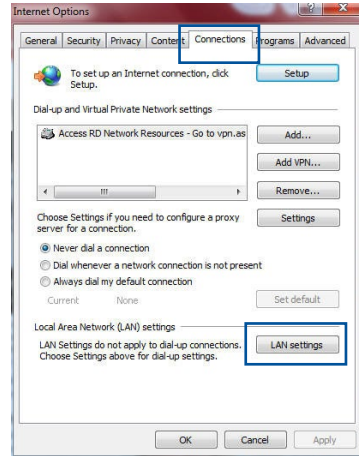 Internet Options
General Security Privacy Content Connections Programs Advanced
To set up an Internet connection, click
Setup.
Setup
Dial-up and Virtual Private Network settings
Access RD Network Resources - Go to vpn.as
Add...
Add VPN...
Remove...
Choose Settings if you need to configure a proxy
server for a connection.
Settings
Never dial a connection
Dial whenever a network connection is not present
Always dial my default connection
Current None
Set default
Local Area Network (LAN) settings
LAN Settings do not apply to dial-up connections.
Choose Settings above for dial-up settings.
LAN settings
OK Cancel Apply